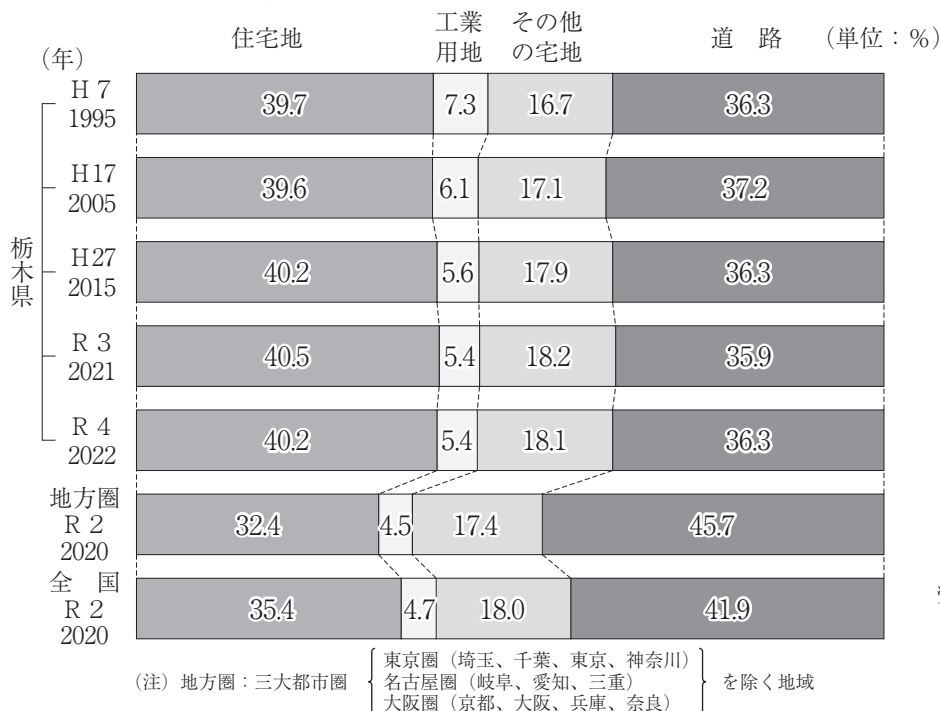 住宅地 工業用地 その他の宅地 道 路 (単位：%)
(年)
栃木県
H 7 1995 39.7 7.3 16.7 36.3
H17 2005 39.6 6.1 17.1 37.2
H27 2015 40.2 5.6 17.9 36.3
R 3 2021 40.5 5.4 18.2 35.9
R 4 2022 40.2 5.4 18.1 36.3
地方圏 R 2 2020 32.4 4.5 17.4 45.7
全 国 R 2 2020 35.4 4.7 18.0 41.9
(注) 地方圏：三大都市圏
東京圏（埼玉、千葉、東京、神奈川）
名古屋圏（岐阜、愛知、三重）
大阪圏（京都、大阪、兵庫、奈良）
を除く地域